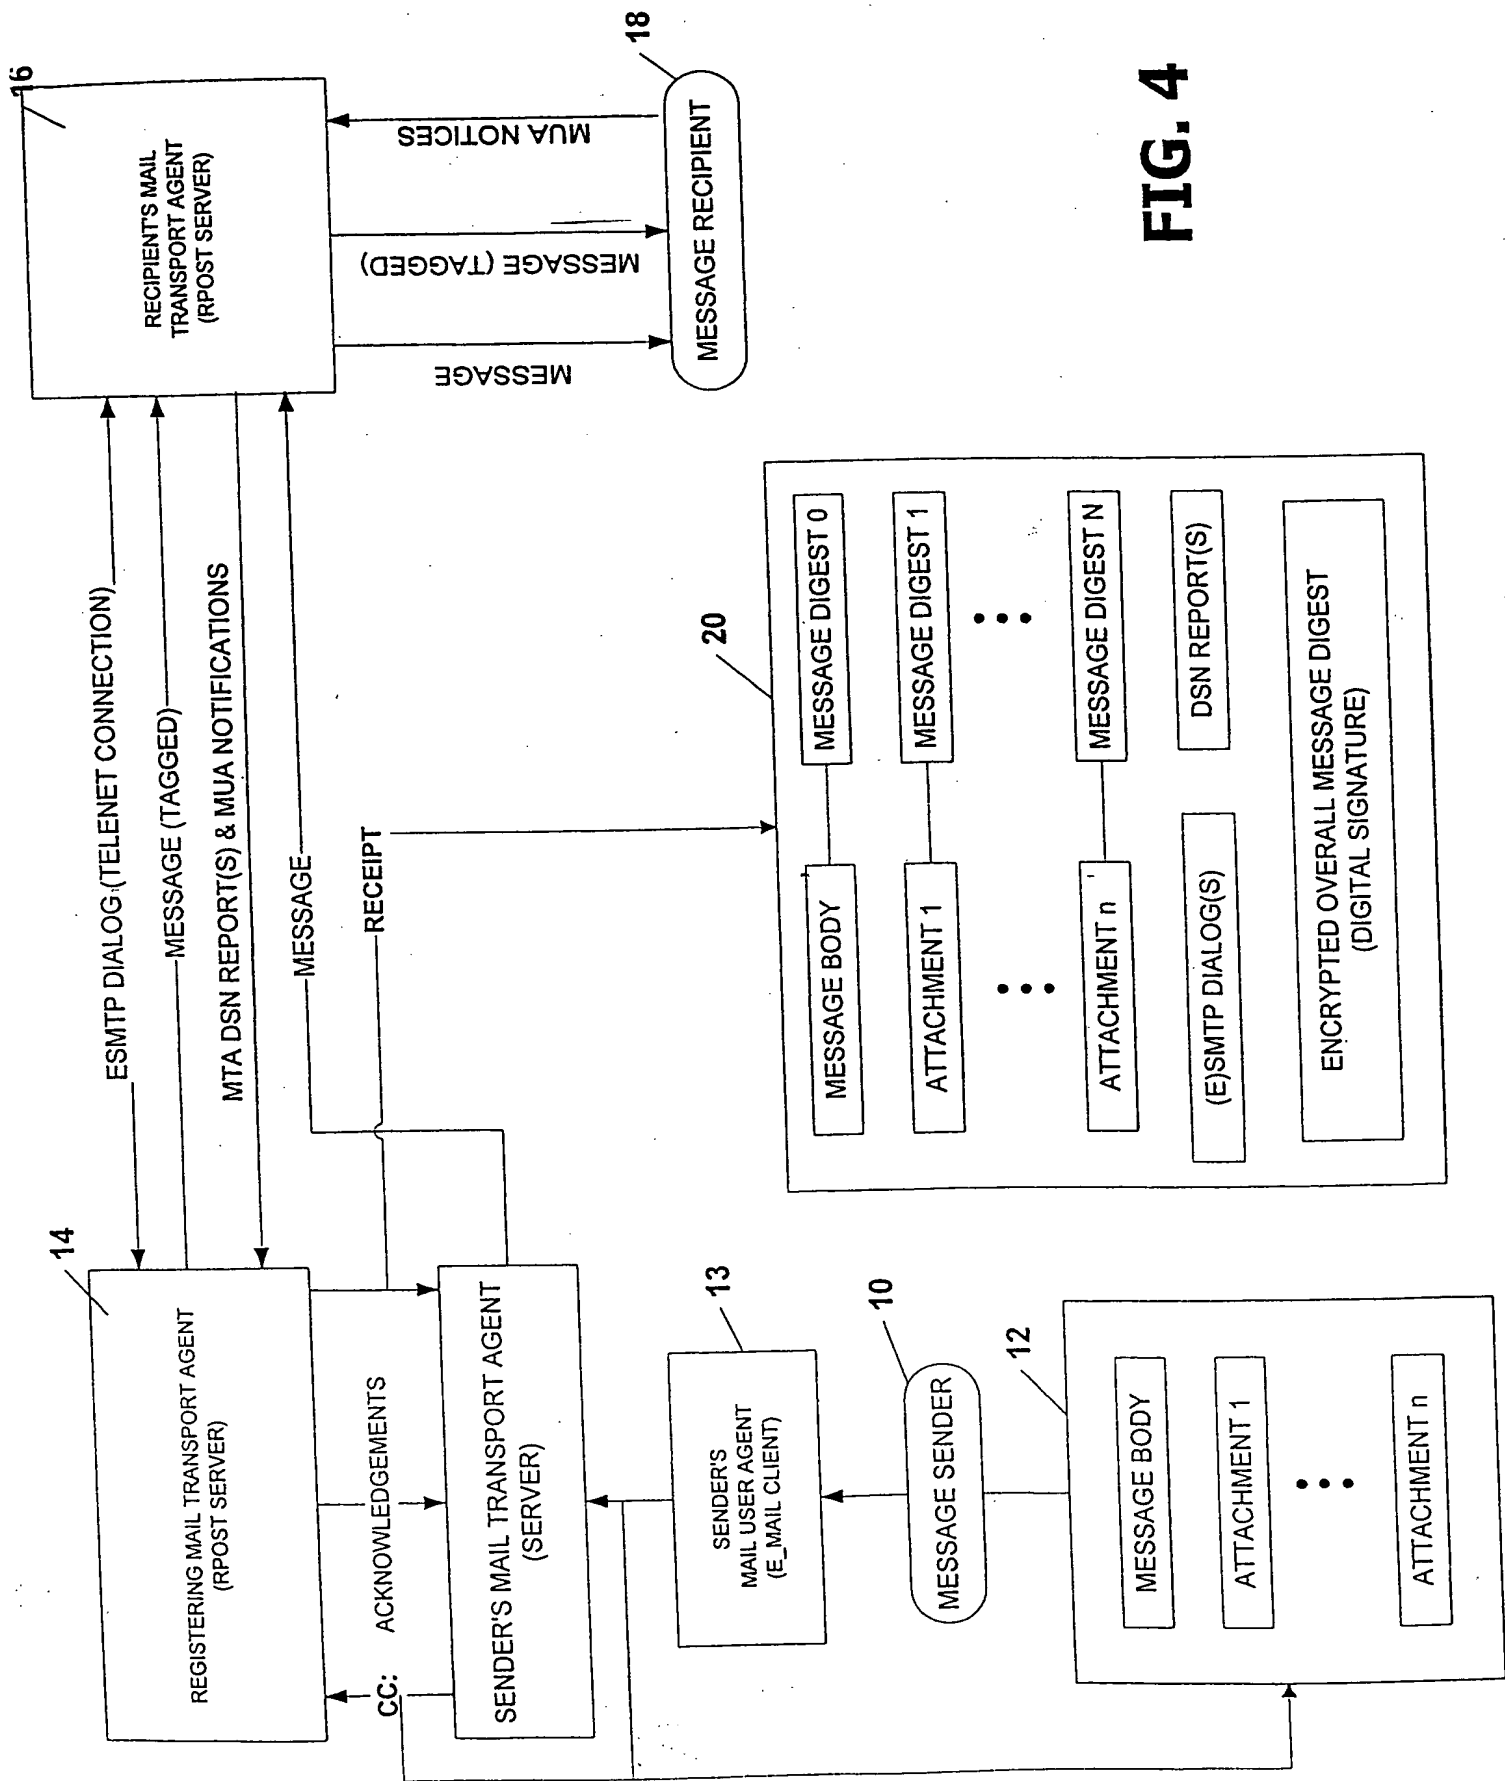 14
REGISTERING MAIL TRANSPORT AGENT
(RPOST SERVER)
ESMTP DIALOG (TELENET CONNECTION)
MESSAGE (TAGGED)
MTA DSN REPORT(S) & MUA NOTIFICATIONS
MESSAGE
RECEIPT
16
RECIPIENT'S MAIL
TRANSPORT AGENT
(RPOST SERVER)
CC:
ACKNOWLEDGEMENTS
SENDER'S MAIL TRANSPORT AGENT
(SERVER)
MESSAGE
MESSAGE (TAGGED)
MUA NOTICES
18
MESSAGE RECIPIENT
13
SENDER'S
MAIL USER AGENT
(E_MAIL CLIENT)
10
MESSAGE SENDER
12
MESSAGE BODY
ATTACHMENT 1
ATTACHMENT n
20
MESSAGE BODY
MESSAGE DIGEST 0
ATTACHMENT 1
MESSAGE DIGEST 1
ATTACHMENT n
MESSAGE DIGEST N
(E)SMTP DIALOG(S)
DSN REPORT(S)
ENCRYPTED OVERALL MESSAGE DIGEST
(DIGITAL SIGNATURE)
FIG. 4